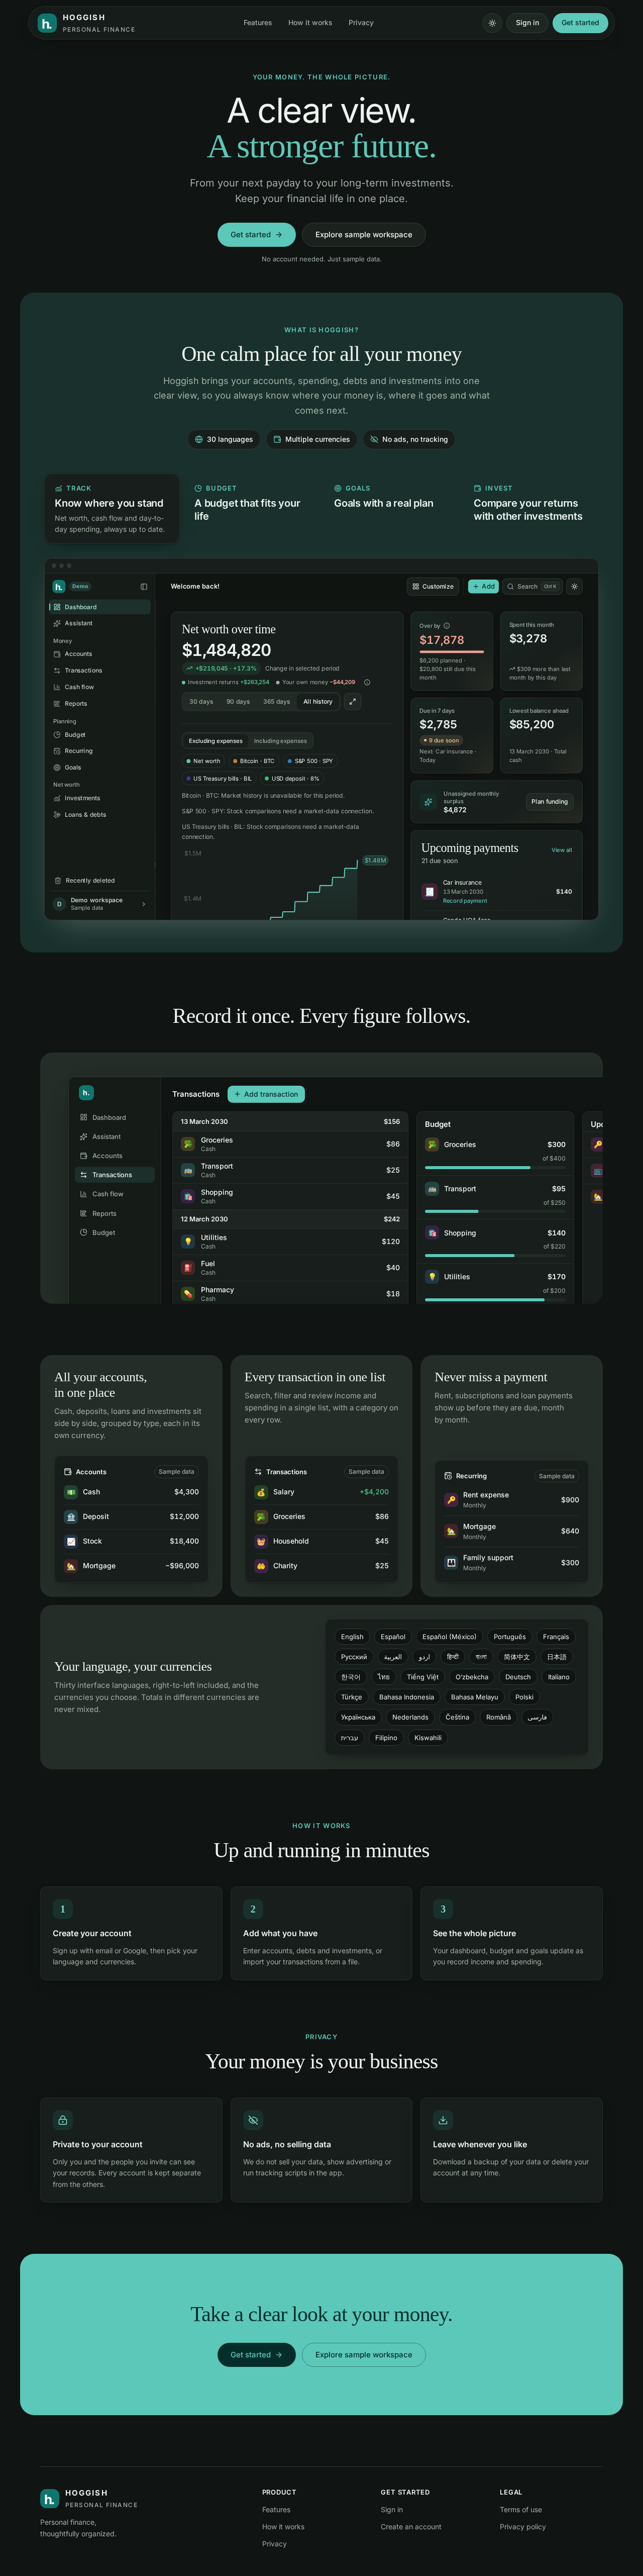 h. HOGGISH
PERSONAL FINANCE
Features How it works Privacy
Sign in Get started
YOUR MONEY. THE WHOLE PICTURE.
A clear view.
A stronger future.
From your next payday to your long-term investments.
Keep your financial life in one place.
Get started → Explore sample workspace
No account needed. Just sample data.
WHAT IS HOGGISH?
One calm place for all your money
Hoggish brings your accounts, spending, debts and investments into one
clear view, so you always know where your money is, where it goes and what
comes next.
30 languages Multiple currencies No ads, no tracking
TRACK
Know where you stand
Net worth, cash flow and day-to-
day spending, always up to date.
BUDGET
A budget that fits your
life
GOALS
Goals with a real plan
INVEST
Compare your returns
with other investments
h. Demo
Dashboard
Assistant
Money
Accounts
Transactions
Cash flow
Reports
Planning
Budget
Recurring
Goals
Net worth
Investments
Loans & debts
Recently deleted
D Demo workspace
Sample data
Welcome back!
Customize + Add Search Ctrl K
Net worth over time
$1,484,820
+$219,045 · +17.3% Change in selected period
Investment returns +$263,254 Your own money −$44,209
30 days 90 days 365 days All history
Excluding expenses Including expenses
Net worth Bitcoin · BTC S&P 500 · SPY
US Treasury bills · BIL USD deposit · 8%
Bitcoin · BTC: Market history is unavailable for this period.
S&P 500 · SPY: Stock comparisons need a market-data connection.
US Treasury bills · BIL: Stock comparisons need a market-data
connection.
$1.5M
$1.48M
$1.4M
Over by
$17,878
$6,200 planned ·
$20,800 still due this
month
Spent this month
$3,278
$309 more than last
month by this day
Due in 7 days
$2,785
9 due soon
Next: Car insurance ·
Today
Lowest balance ahead
$85,200
13 March 2030 · Total
cash
Unassigned monthly
surplus
$4,872
Plan funding
Upcoming payments
View all
21 due soon
Car insurance
13 March 2030
Record payment
$140
Record it once. Every figure follows.
h.
Dashboard
Assistant
Accounts
Transactions
Cash flow
Reports
Budget
Transactions + Add transaction
13 March 2030 $156
Groceries
Cash
$86
Transport
Cash
$25
Shopping
Cash
$45
12 March 2030 $242
Utilities
Cash
$120
Fuel
Cash
$40
Pharmacy
Cash
$18
Budget
Groceries $300
of $400
Transport $95
of $250
Shopping $140
of $220
Utilities $170
of $200
All your accounts,
in one place
Cash, deposits, loans and investments sit
side by side, grouped by type, each in its
own currency.
Accounts Sample data
Cash $4,300
Deposit $12,000
Stock $18,400
Mortgage −$96,000
Every transaction in one list
Search, filter and review income and
spending in a single list, with a category on
every row.
Transactions Sample data
Salary +$4,200
Groceries $86
Household $45
Charity $25
Never miss a payment
Rent, subscriptions and loan payments
show up before they are due, month
by month.
Recurring Sample data
Rent expense
Monthly
$900
Mortgage
Monthly
$640
Family support
Monthly
$300
Your language, your currencies
Thirty interface languages, right-to-left included, and the
currencies you choose. Totals in different currencies are
never mixed.
English Español Español (México) Português Français
Русский العربية اردو हिन्दी বাংলা 简体中文 日本語
한국어 ไทย Tiếng Việt O'zbekcha Deutsch Italiano
Türkçe Bahasa Indonesia Bahasa Melayu Polski
Українська Nederlands Čeština Română فارسی
עברית Filipino Kiswahili
HOW IT WORKS
Up and running in minutes
1
Create your account
Sign up with email or Google, then pick your
language and currencies.
2
Add what you have
Enter accounts, debts and investments, or
import your transactions from a file.
3
See the whole picture
Your dashboard, budget and goals update as
you record income and spending.
PRIVACY
Your money is your business
Private to your account
Only you and the people you invite can see
your records. Every account is kept separate
from the others.
No ads, no selling data
We do not sell your data, show advertising or
run tracking scripts in the app.
Leave whenever you like
Download a backup of your data or delete your
account at any time.
Take a clear look at your money.
Get started → Explore sample workspace
h. HOGGISH
PERSONAL FINANCE
Personal finance,
thoughtfully organized.
PRODUCT
Features
How it works
Privacy
GET STARTED
Sign in
Create an account
LEGAL
Terms of use
Privacy policy